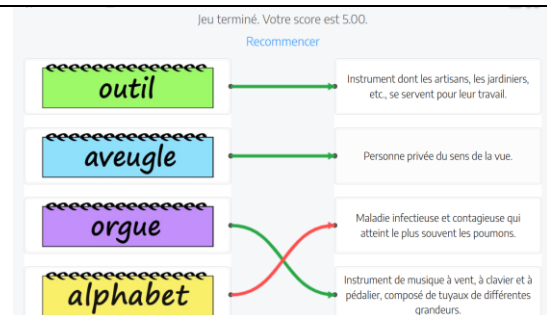 Jeu terminé. Votre score est 5.00.
Recommencer
outil
Instrument dont les artisans, les jardiniers,
etc., se servent pour leur travail.
aveugle
Personne privée du sens de la vue.
orgue
Maladie infectieuse et contagieuse qui
atteint le plus souvent les poumons.
alphabet
Instrument de musique à vent, à clavier et à
pédalier, composé de tuyaux de différentes
grandeurs.